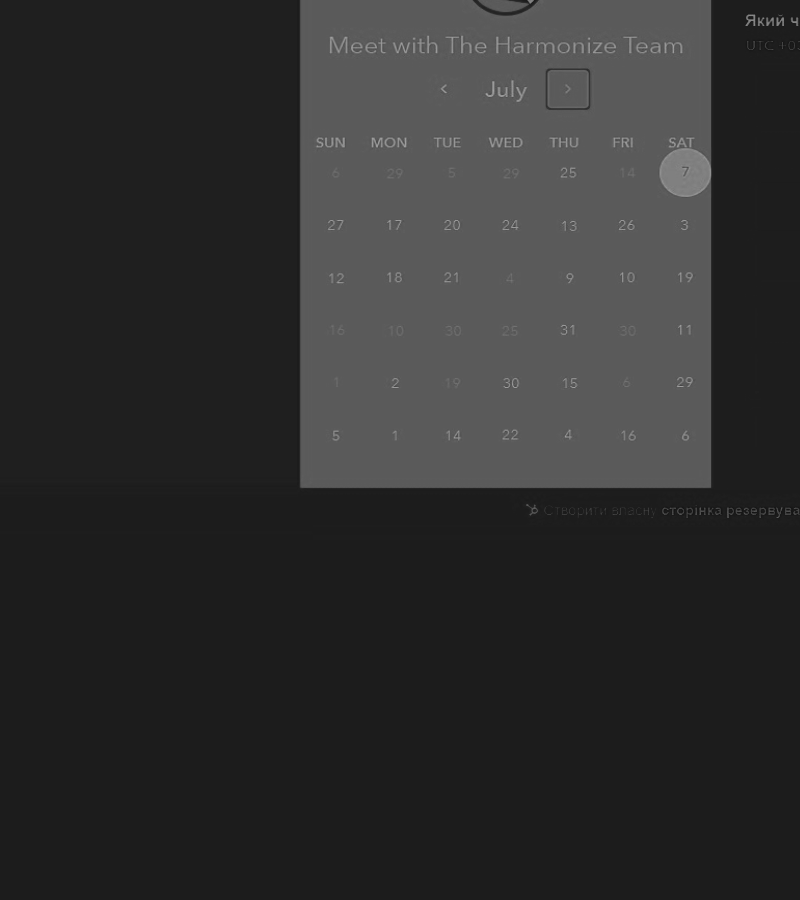 Який ч
Meet with The Harmonize Team
UTC +03
July
SUN MON TUE WED THU FRI SAT
6 29 5 29 25 14 7
27 17 20 24 13 26 3
12 18 21 4 9 10 19
16 10 30 25 31 30 11
1 2 19 30 15 6 29
5 1 14 22 4 16 6
Створити власну сторінка резервува